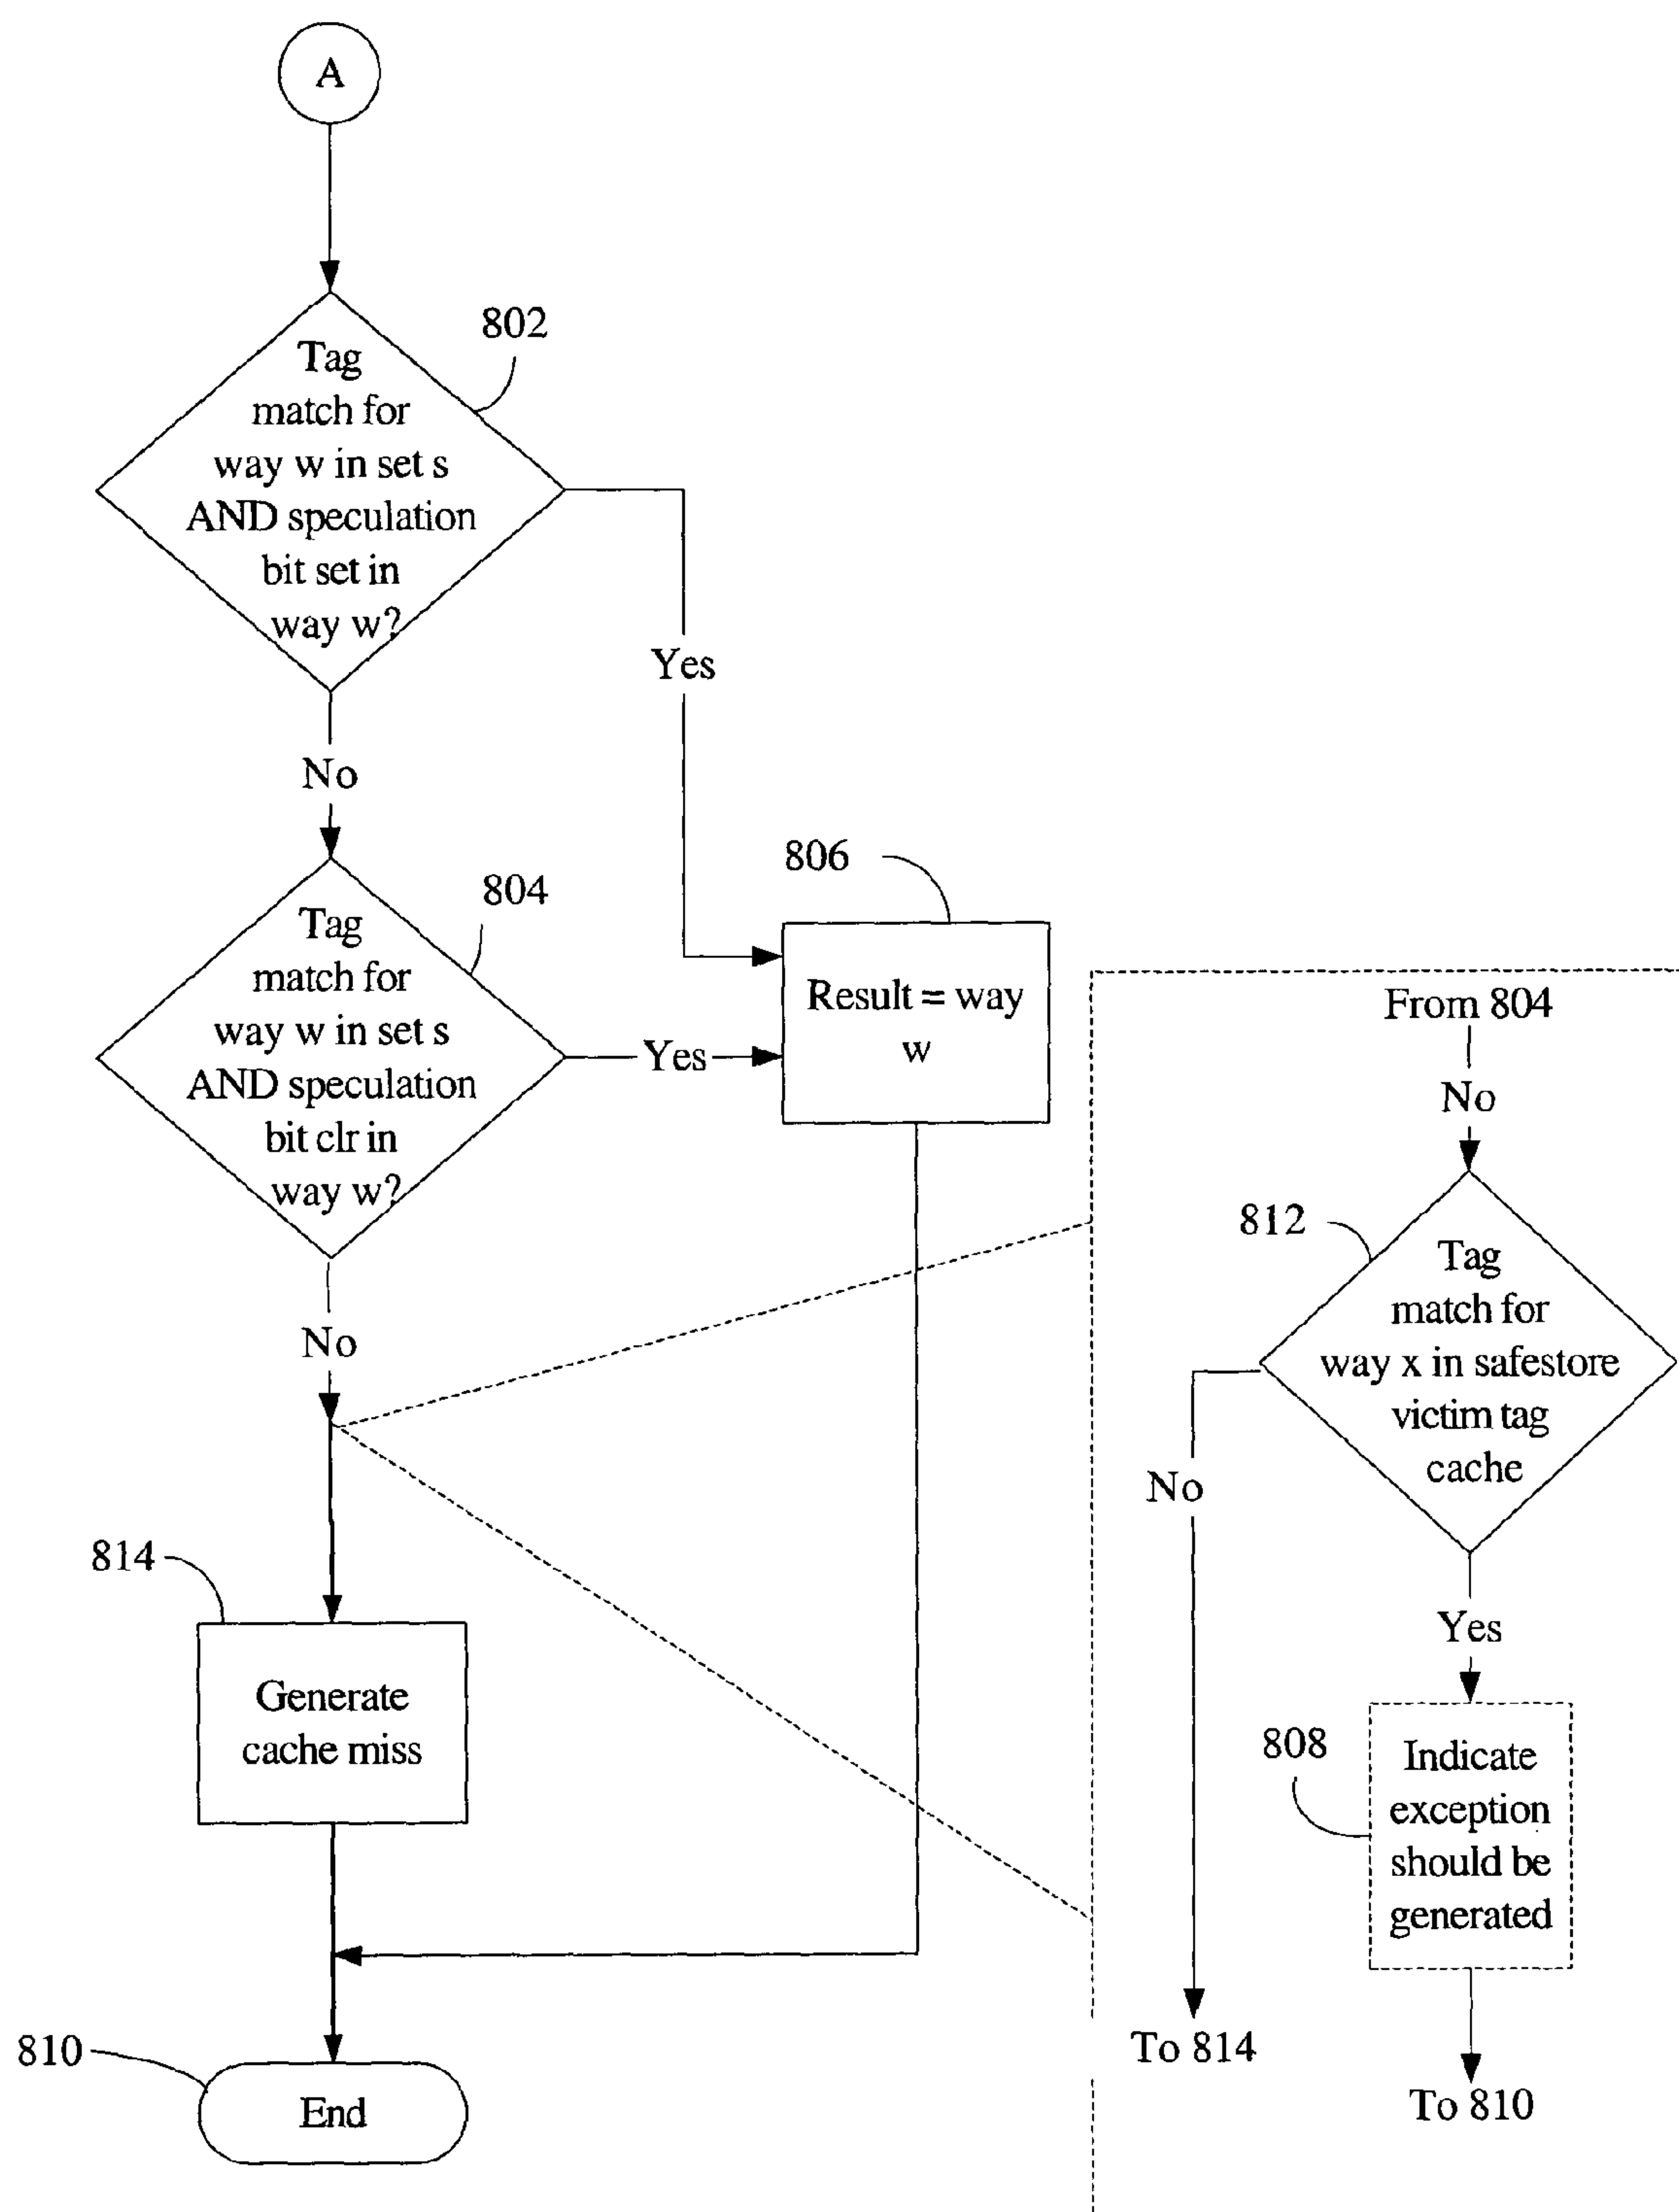 A
802
Tag
match for
way w in set s
AND speculation
bit set in
way w?
Yes
No
804
Tag
match for
way w in set s
AND speculation
bit clr in
way w?
Yes
806
Result = way
w
No
814
Generate
cache miss
810
End
From 804
No
812
Tag
match for
way x in safestore
victim tag
cache
No
Yes
808
Indicate
exception
should be
generated
To 814
To 810